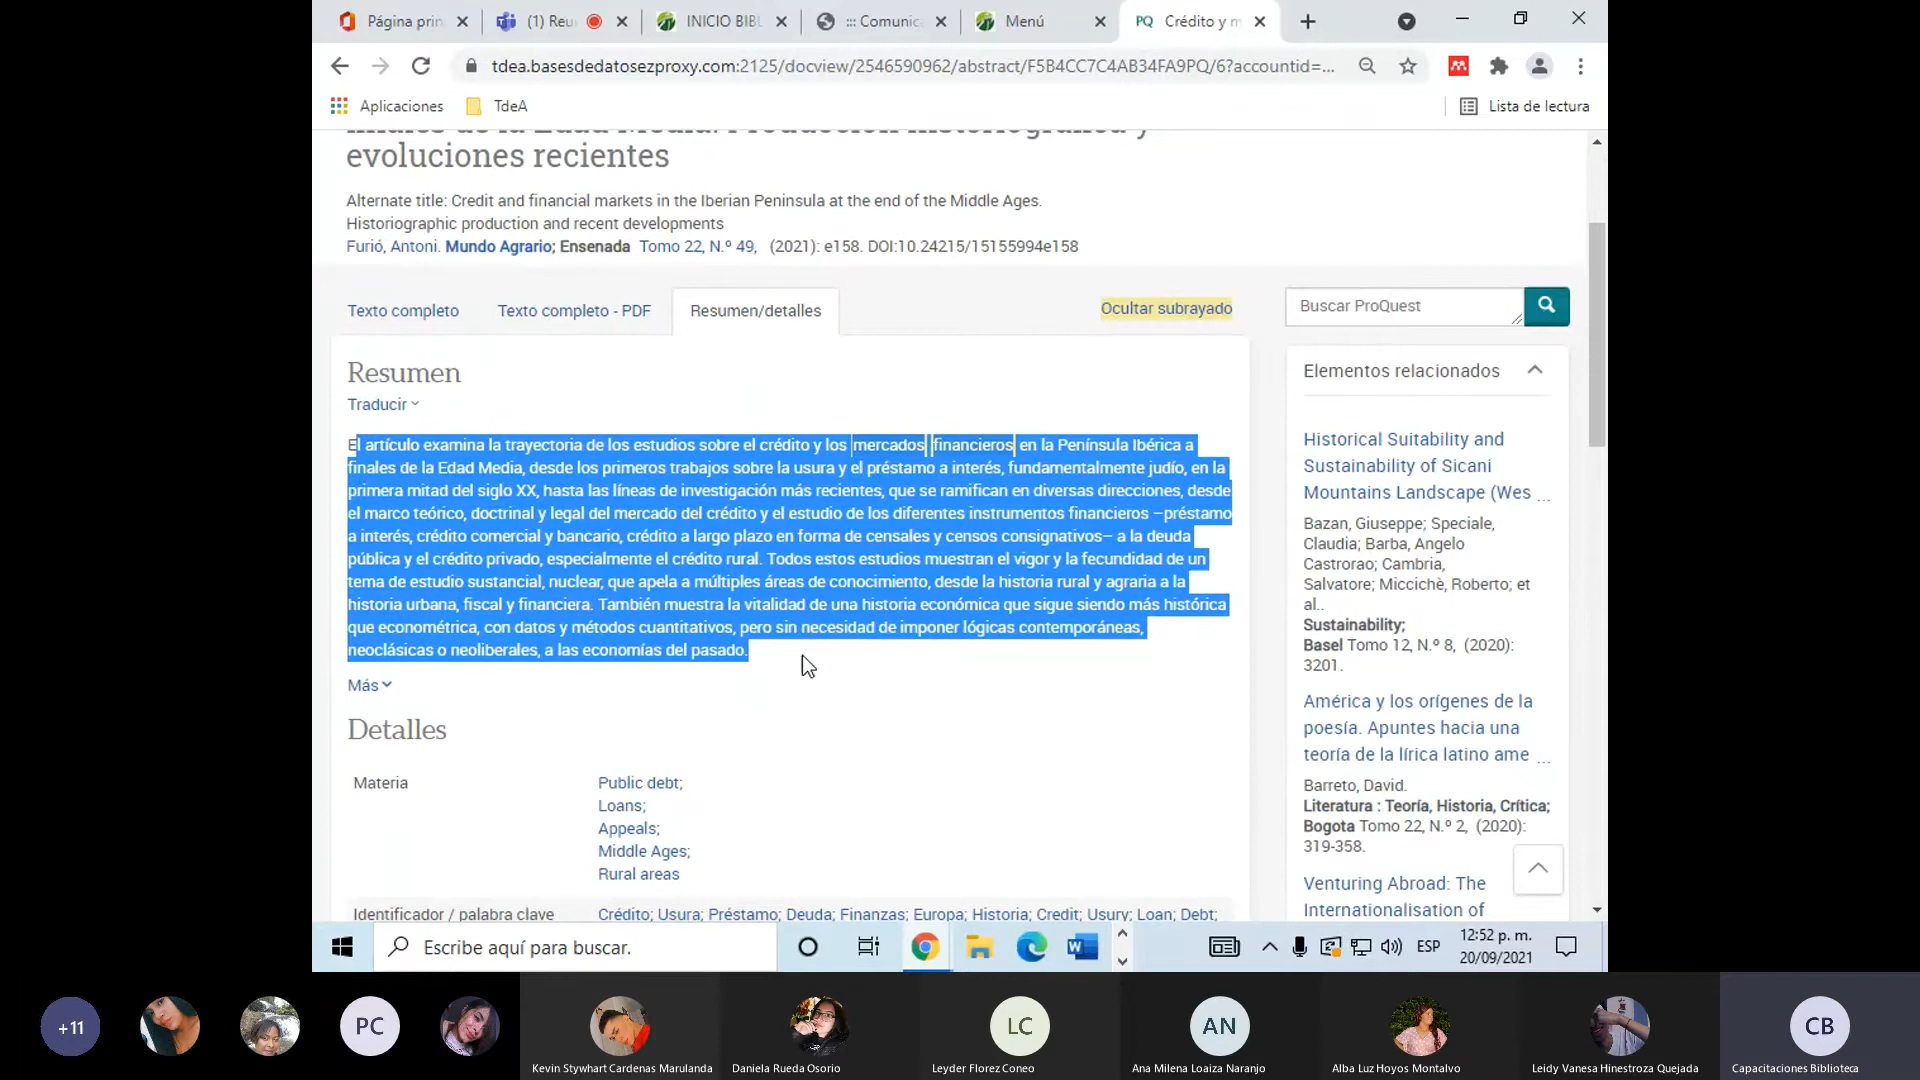 Página prin
(1) Reu
INICIO BIBL
::: Comunica
Menú
PQ Crédito y m
tdea.basesdedatosezproxy.com:2125/docview/2546590962/abstract/F5B4CC7C4AB34FA9PQ/6?accountid=...
Aplicaciones
TdeA
Lista de lectura
finales de la Edad Media. Producción historiográfica y
evoluciones recientes
Alternate title: Credit and financial markets in the Iberian Peninsula at the end of the Middle Ages.
Historiographic production and recent developments
Furió, Antoni. Mundo Agrario; Ensenada Tomo 22, N.º 49, (2021): e158. DOI:10.24215/15155994e158
Texto completo
Texto completo - PDF
Resumen/detalles
Ocultar subrayado
Buscar ProQuest
Resumen
Traducir
El artículo examina la trayectoria de los estudios sobre el crédito y los mercados financieros en la Península Ibérica a
finales de la Edad Media, desde los primeros trabajos sobre la usura y el préstamo a interés, fundamentalmente judío, en la
primera mitad del siglo XX, hasta las líneas de investigación más recientes, que se ramifican en diversas direcciones, desde
el marco teórico, doctrinal y legal del mercado del crédito y el estudio de los diferentes instrumentos financieros –préstamo
a interés, crédito comercial y bancario, crédito a largo plazo en forma de censales y censos consignativos– a la deuda
pública y el crédito privado, especialmente el crédito rural. Todos estos estudios muestran el vigor y la fecundidad de un
tema de estudio sustancial, nuclear, que apela a múltiples áreas de conocimiento, desde la historia rural y agraria a la
historia urbana, fiscal y financiera. También muestra la vitalidad de una historia económica que sigue siendo más histórica
que econométrica, con datos y métodos cuantitativos, pero sin necesidad de imponer lógicas contemporáneas,
neoclásicas o neoliberales, a las economías del pasado.
Más
Detalles
Materia
Public debt;
Loans;
Appeals;
Middle Ages;
Rural areas
Identificador / palabra clave
Crédito; Usura; Préstamo; Deuda; Finanzas; Europa; Historia; Credit; Usury; Loan; Debt;
Elementos relacionados
Historical Suitability and
Sustainability of Sicani
Mountains Landscape (Wes ...
Bazan, Giuseppe; Speciale,
Claudia; Barba, Angelo
Castrorao; Cambria,
Salvatore; Miccichè, Roberto; et
al..
Sustainability;
Basel Tomo 12, N.º 8, (2020):
3201.
América y los orígenes de la
poesía. Apuntes hacia una
teoría de la lírica latino ame ...
Barreto, David.
Literatura : Teoría, Historia, Crítica;
Bogota Tomo 22, N.º 2, (2020):
319-358.
Venturing Abroad: The
Internationalisation of
Escribe aquí para buscar.
ESP
12:52 p. m.
20/09/2021
+11
PC
LC
AN
CB
Kevin Stywhart Cardenas Marulanda
Daniela Rueda Osorio
Leyder Florez Coneo
Ana Milena Loaiza Naranjo
Alba Luz Hoyos Montalvo
Leidy Vanesa Hinestroza Quejada
Capacitaciones Biblioteca